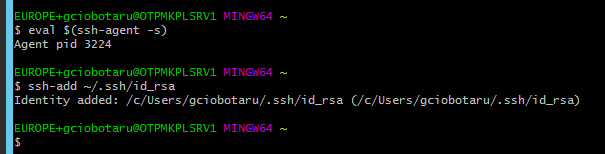 EUROPE+gciobotaru@OTPMKPLSRV1 MINGW64 ~
$ eval $(ssh-agent -s)
Agent pid 3224
EUROPE+gciobotaru@OTPMKPLSRV1 MINGW64 ~
$ ssh-add ~/.ssh/id_rsa
Identity added: /c/Users/gciobotaru/.ssh/id_rsa (/c/Users/gciobotaru/.ssh/id_rsa)
EUROPE+gciobotaru@OTPMKPLSRV1 MINGW64 ~
$